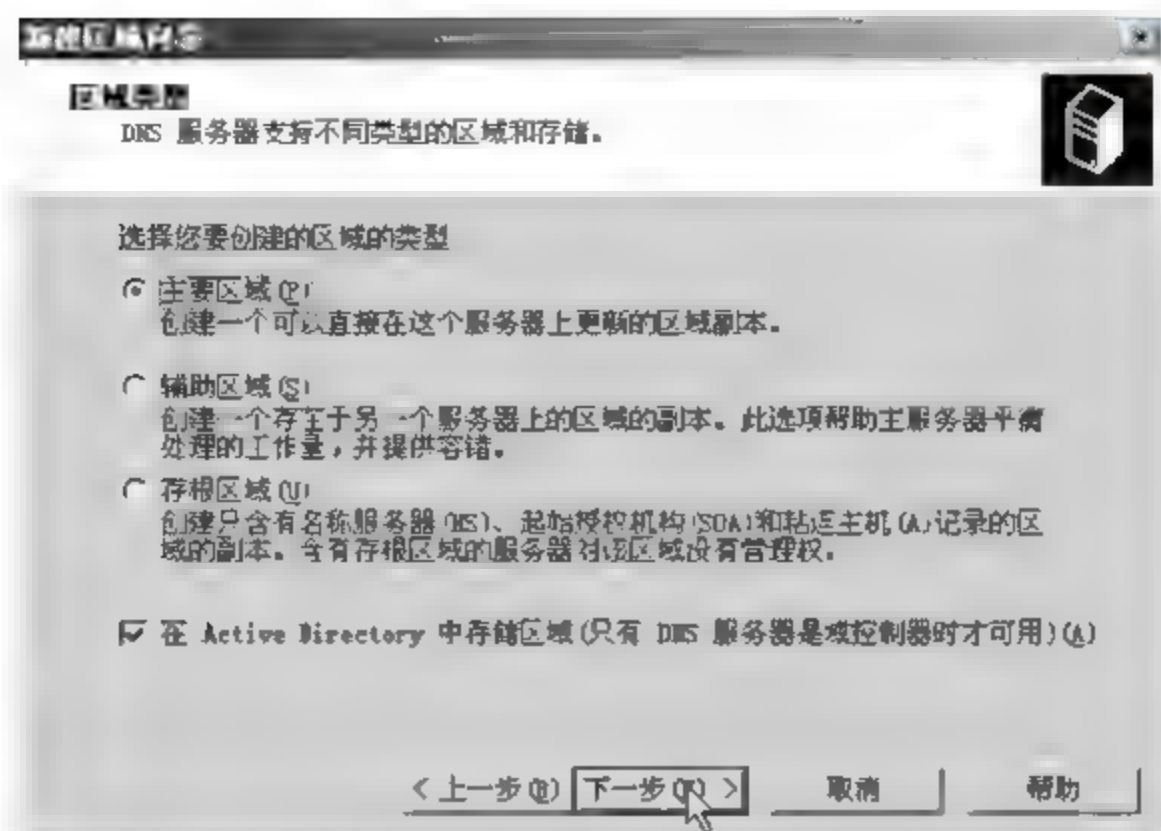 新建区域向导
区域类型
DNS 服务器支持不同类型的区域和存储。
选择您要创建的区域的类型
主要区域(P)
创建一个可以直接在这个服务器上更新的区域副本。
辅助区域(S)
创建一个存在于另一个服务器上的区域的副本。此选项帮助主服务器平衡
处理的工作量，并提供容错。
存根区域(U)
创建只含有名称服务器(NS)、起始授权机构(SOA)和粘连主机(A)记录的区
域的副本。含有存根区域的服务器对该区域没有管理权。
在 Active Directory 中存储区域(只有 DNS 服务器是域控制器时才可用)(A)
< 上一步(B) 下一步(N) > 取消 帮助